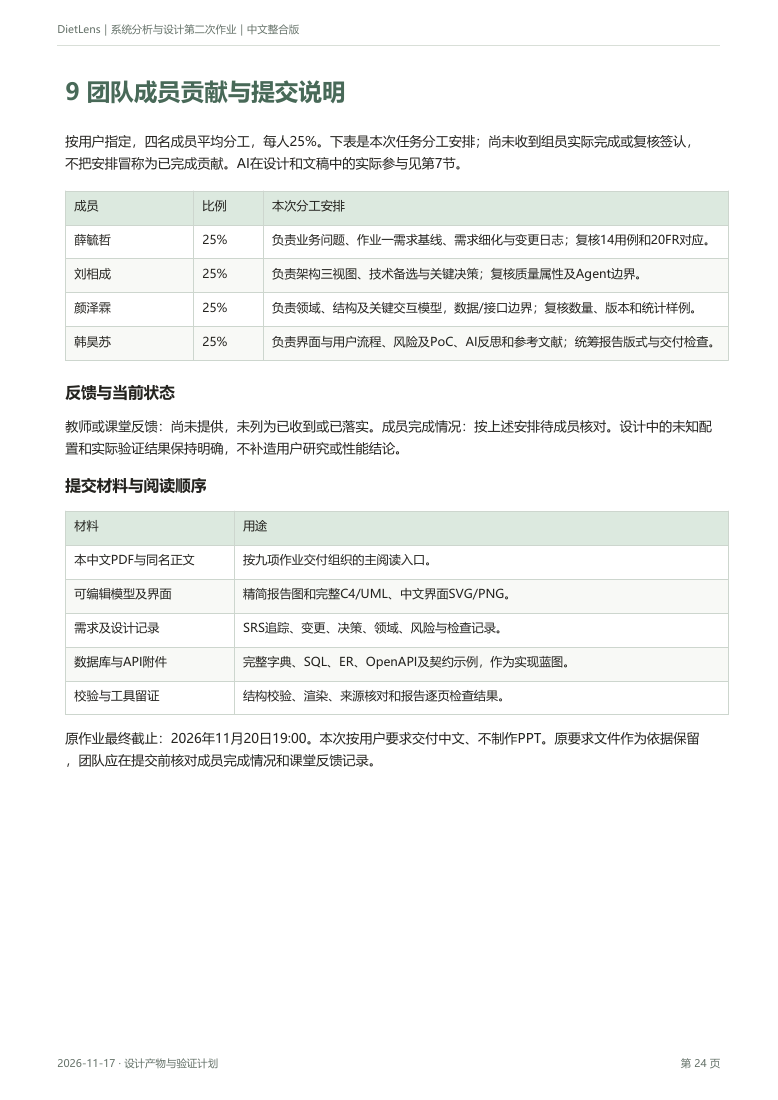 DietLens | 系统分析与设计第二次作业 | 中文整合版
9 团队成员贡献与提交说明
按用户指定，四名成员平均分工，每人25%。下表是本次任务分工安排；尚未收到组员实际完成或复核签认，
不把安排冒称为已完成贡献。AI在设计和文稿中的实际参与见第7节。
成员 比例 本次分工安排
薛毓哲 25% 负责业务问题、作业一需求基线、需求细化与变更日志；复核14用例和20FR对应。
刘相成 25% 负责架构三视图、技术备选与关键决策；复核质量属性及Agent边界。
颜泽霖 25% 负责领域、结构及关键交互模型，数据/接口边界；复核数量、版本和统计样例。
韩昊苏 25% 负责界面与用户流程、风险及PoC、AI反思和参考文献；统筹报告版式与交付检查。
反馈与当前状态
教师或课堂反馈：尚未提供，未列为已收到或已落实。成员完成情况：按上述安排待成员核对。设计中的未知配
置和实际验证结果保持明确，不补造用户研究或性能结论。
提交材料与阅读顺序
材料 用途
本中文PDF与同名正文 按九项作业交付组织的主阅读入口。
可编辑模型及界面 精简报告图和完整C4/UML、中文界面SVG/PNG。
需求及设计记录 SRS追踪、变更、决策、领域、风险与检查记录。
数据库与API附件 完整字典、SQL、ER、OpenAPI及契约示例，作为实现蓝图。
校验与工具留证 结构校验、渲染、来源核对和报告逐页检查结果。
原作业最终截止：2026年11月20日19:00。本次按用户要求交付中文、不制作PPT。原要求文件作为依据保留
，团队应在提交前核对成员完成情况和课堂反馈记录。
2026-11-17 · 设计产物与验证计划
第 24 页